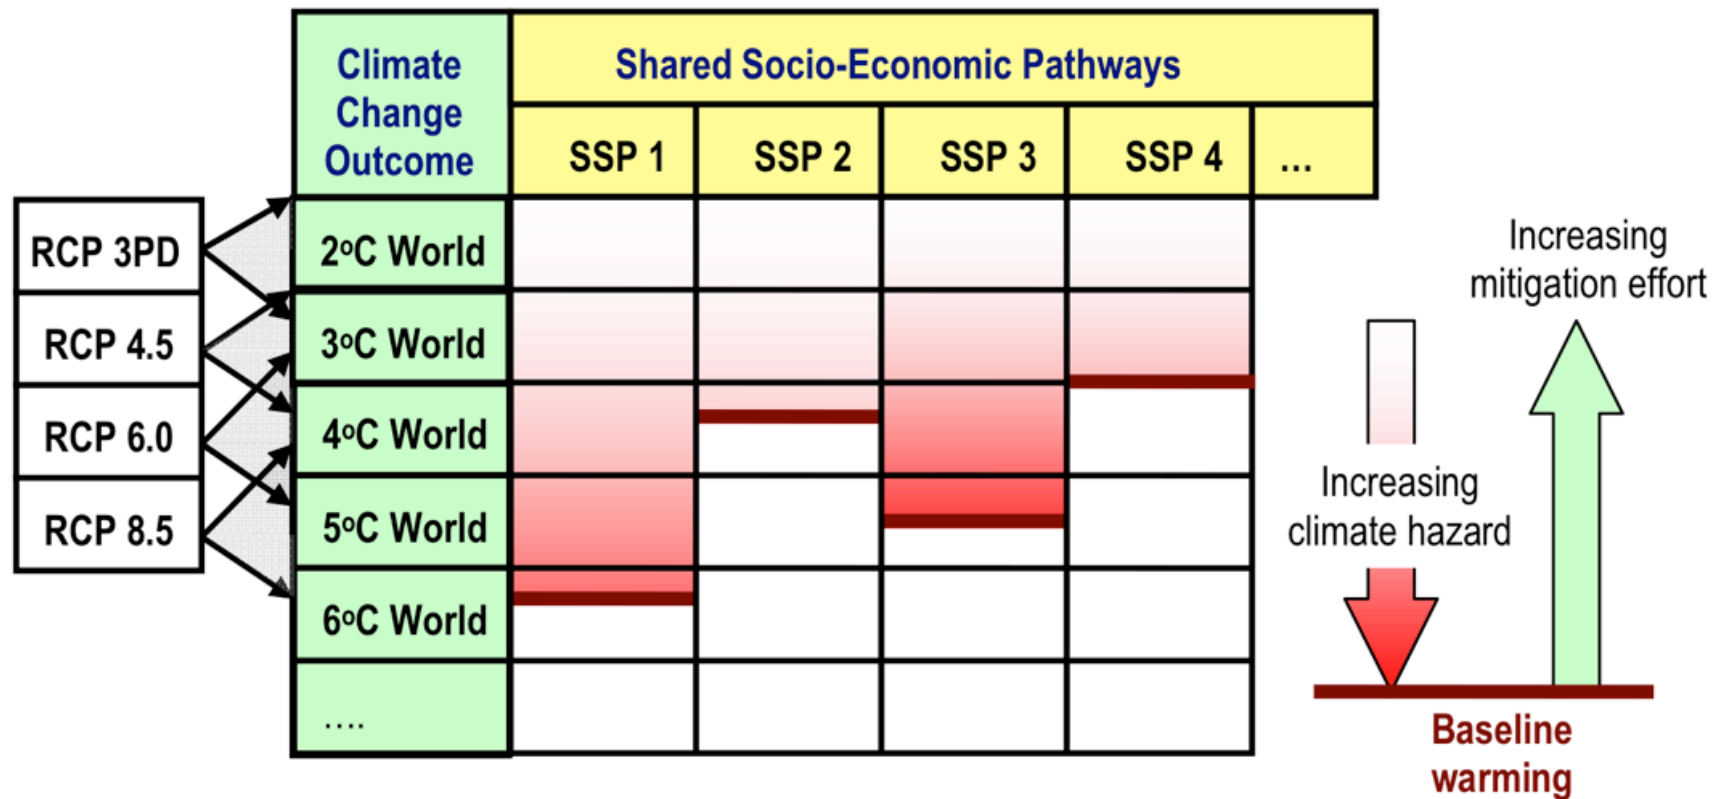 Climate
Change
Outcome
Shared Socio-Economic Pathways
SSP 1
SSP 2
SSP 3
SSP 4
...
RCP 3PD
RCP 4.5
RCP 6.0
RCP 8.5
2°C World
3°C World
4°C World
5°C World
6°C World
....
Increasing
climate hazard
Increasing
mitigation effort
Baseline
warming